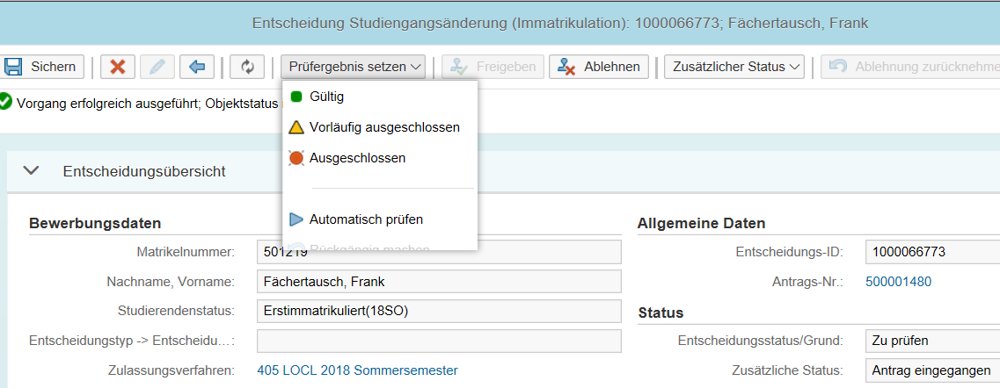 Entscheidung Studiengangsänderung (Immatrikulation): 1000066773; Fächertausch, Frank
Sichern Prüfergebnis setzen Freigeben Ablehnen Zusätzlicher Status Ablehnung zurücknehme
Vorgang erfolgreich ausgeführt; Objektstatus
Gültig
Vorläufig ausgeschlossen
Ausgeschlossen
Automatisch prüfen
Rückgängig machen
Entscheidungsübersicht
Bewerbungsdaten
Matrikelnummer: 501219
Nachname, Vorname: Fächertausch, Frank
Studierendenstatus: Erstimmatrikuliert(18SO)
Entscheidungstyp -> Entscheidu…:
Zulassungsverfahren: 405 LOCL 2018 Sommersemester
Allgemeine Daten
Entscheidungs-ID: 1000066773
Antrags-Nr.: 500001480
Status
Entscheidungsstatus/Grund: Zu prüfen
Zusätzliche Status: Antrag eingegangen